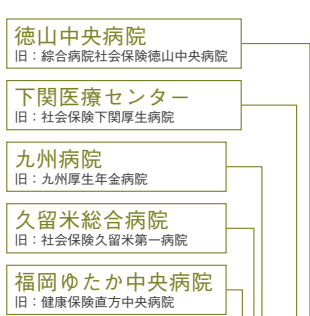 徳山中央病院
旧：綜合病院社会保険徳山中央病院
下関医療センター
旧：社会保険下関厚生病院
九州病院
旧：九州厚生年金病院
久留米総合病院
旧：社会保険久留米第一病院
福岡ゆたか中央病院
旧：健康保険直方中央病院